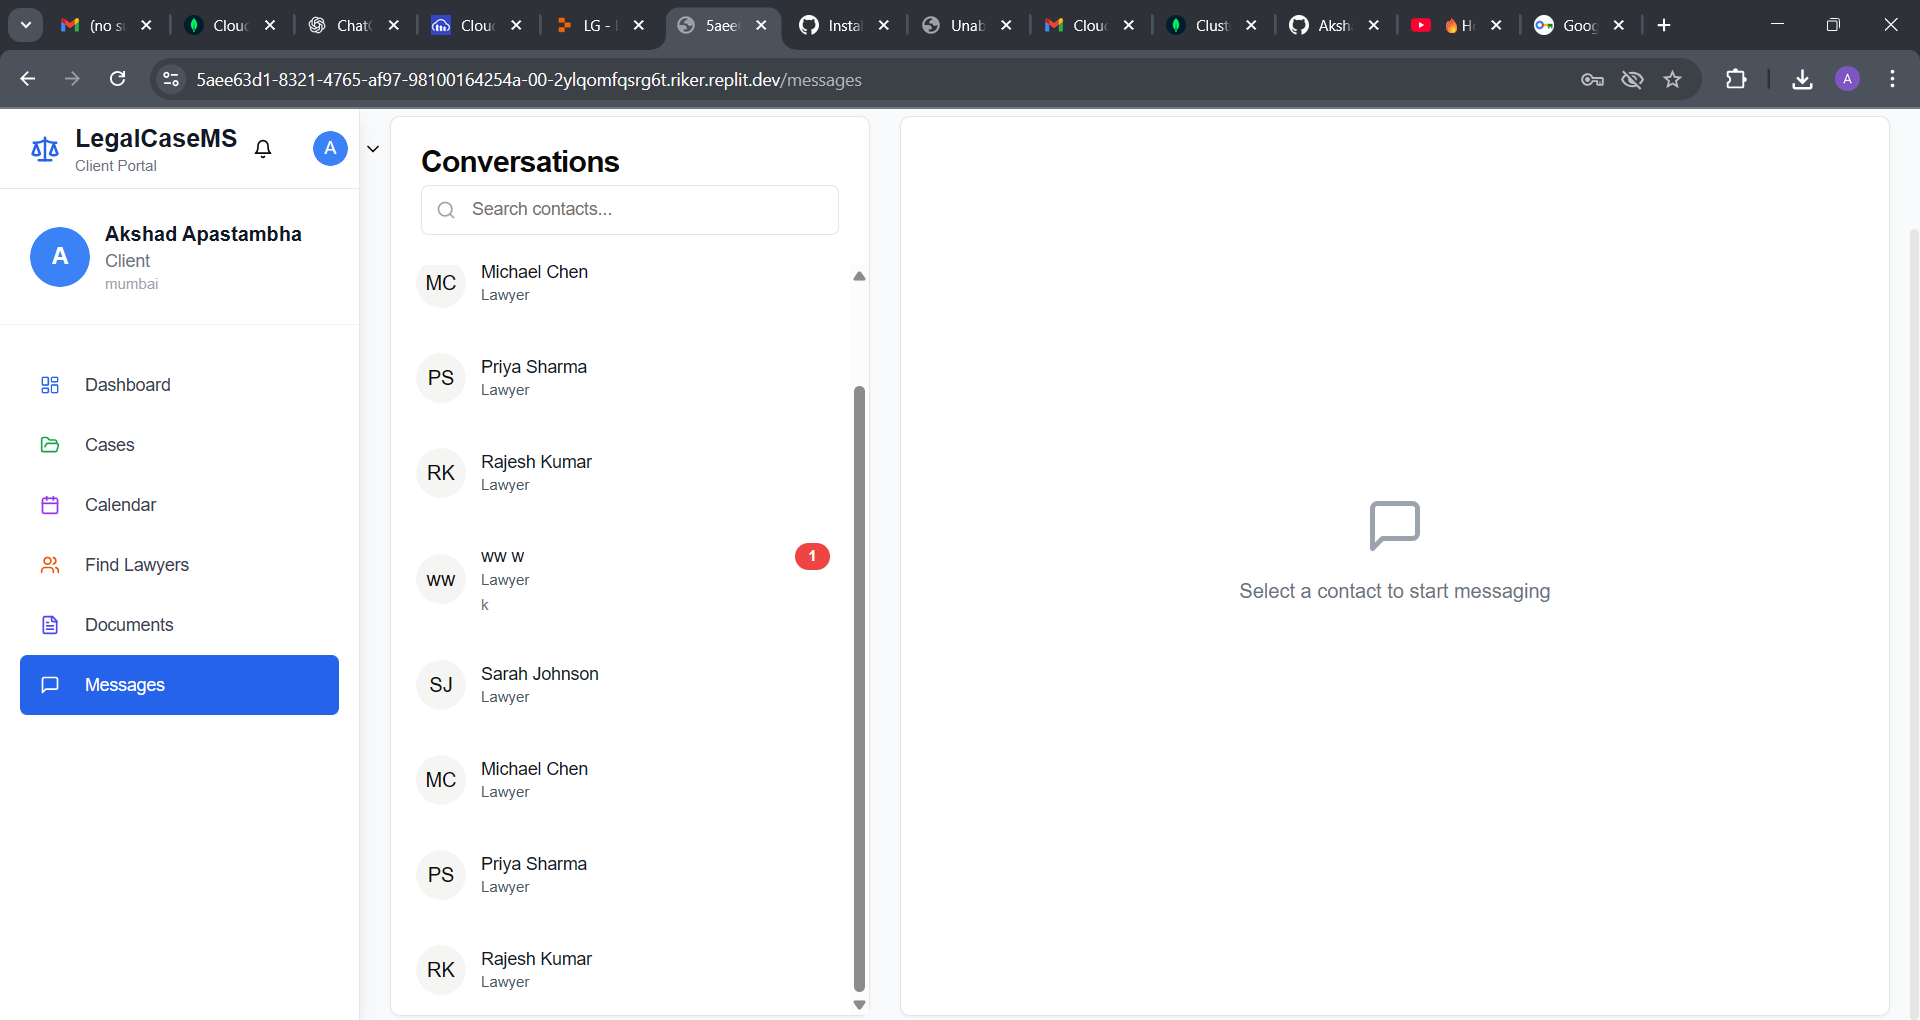 (no s
Clou
Chat
Clou
LG -
5aee
Insta
Unab
Clou
Clust
Aksh
H
Goog
5aee63d1-8321-4765-af97-98100164254a-00-2ylqomfqsrg6t.riker.replit.dev/messages
A
LegalCaseMS
Client Portal
A
A
Akshad Apastambha
Client
mumbai
Dashboard
Cases
Calendar
Find Lawyers
Documents
Messages
Conversations
Search contacts...
MC
Michael Chen
Lawyer
PS
Priya Sharma
Lawyer
RK
Rajesh Kumar
Lawyer
ww
ww w
1
Lawyer
k
SJ
Sarah Johnson
Lawyer
MC
Michael Chen
Lawyer
PS
Priya Sharma
Lawyer
RK
Rajesh Kumar
Lawyer
Select a contact to start messaging